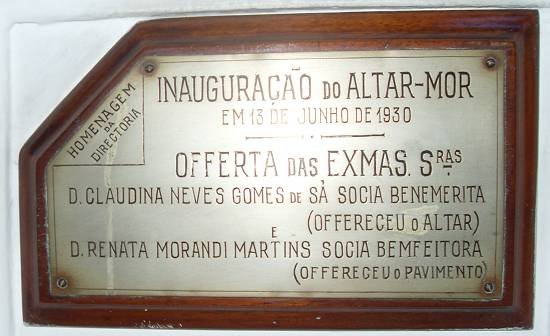 HOMENAGEM
DA
DIRECTORIA
INAUGURAÇÃO DO ALTAR-MOR
EM 13 DE JUNHO DE 1930
OFFERTA DAS EXMAS. SRAS
D. CLAUDINA NEVES GOMES DE SÁ SOCIA BENEMERITA
(OFFERECEU O ALTAR)
E
D. RENATA MORANDI MARTINS SOCIA BEMFEITORA
(OFFERECEU O PAVIMENTO)